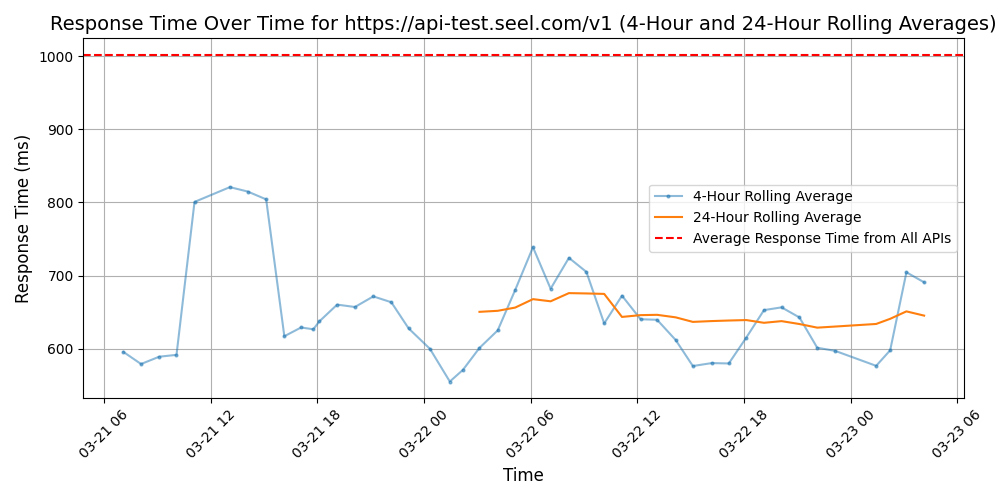 Response Time Over Time for https://api-test.seel.com/v1 (4-Hour and 24-Hour Rolling Averages)
Response Time (ms)
1000
900
800
700
600
4-Hour Rolling Average
24-Hour Rolling Average
Average Response Time from All APIs
03-21 06
03-21 12
03-21 18
03-22 00
03-22 06
03-22 12
03-22 18
03-23 00
03-23 06
Time